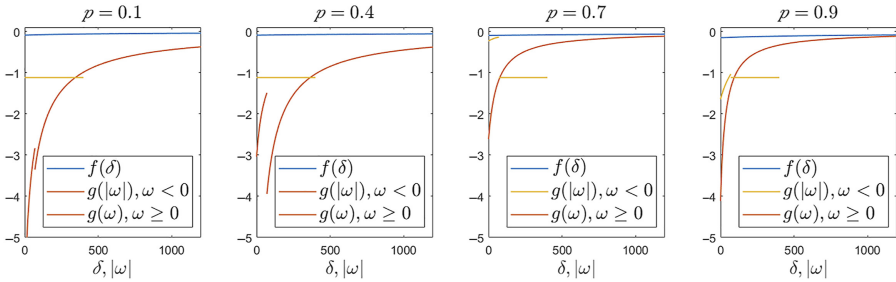 p = 0.1
0
−1
−2
−3
−4
−5
f(δ)
g(|ω|), ω < 0
g(ω), ω ≥ 0
0 500 1000
δ, |ω|
p = 0.4
0
−1
−2
−3
−4
−5
f(δ)
g(|ω|), ω < 0
g(ω), ω ≥ 0
0 500 1000
δ, |ω|
p = 0.7
0
−1
−2
−3
−4
−5
f(δ)
g(|ω|), ω < 0
g(ω), ω ≥ 0
0 500 1000
δ, |ω|
p = 0.9
0
−1
−2
−3
−4
−5
f(δ)
g(|ω|), ω < 0
g(ω), ω ≥ 0
0 500 1000
δ, |ω|